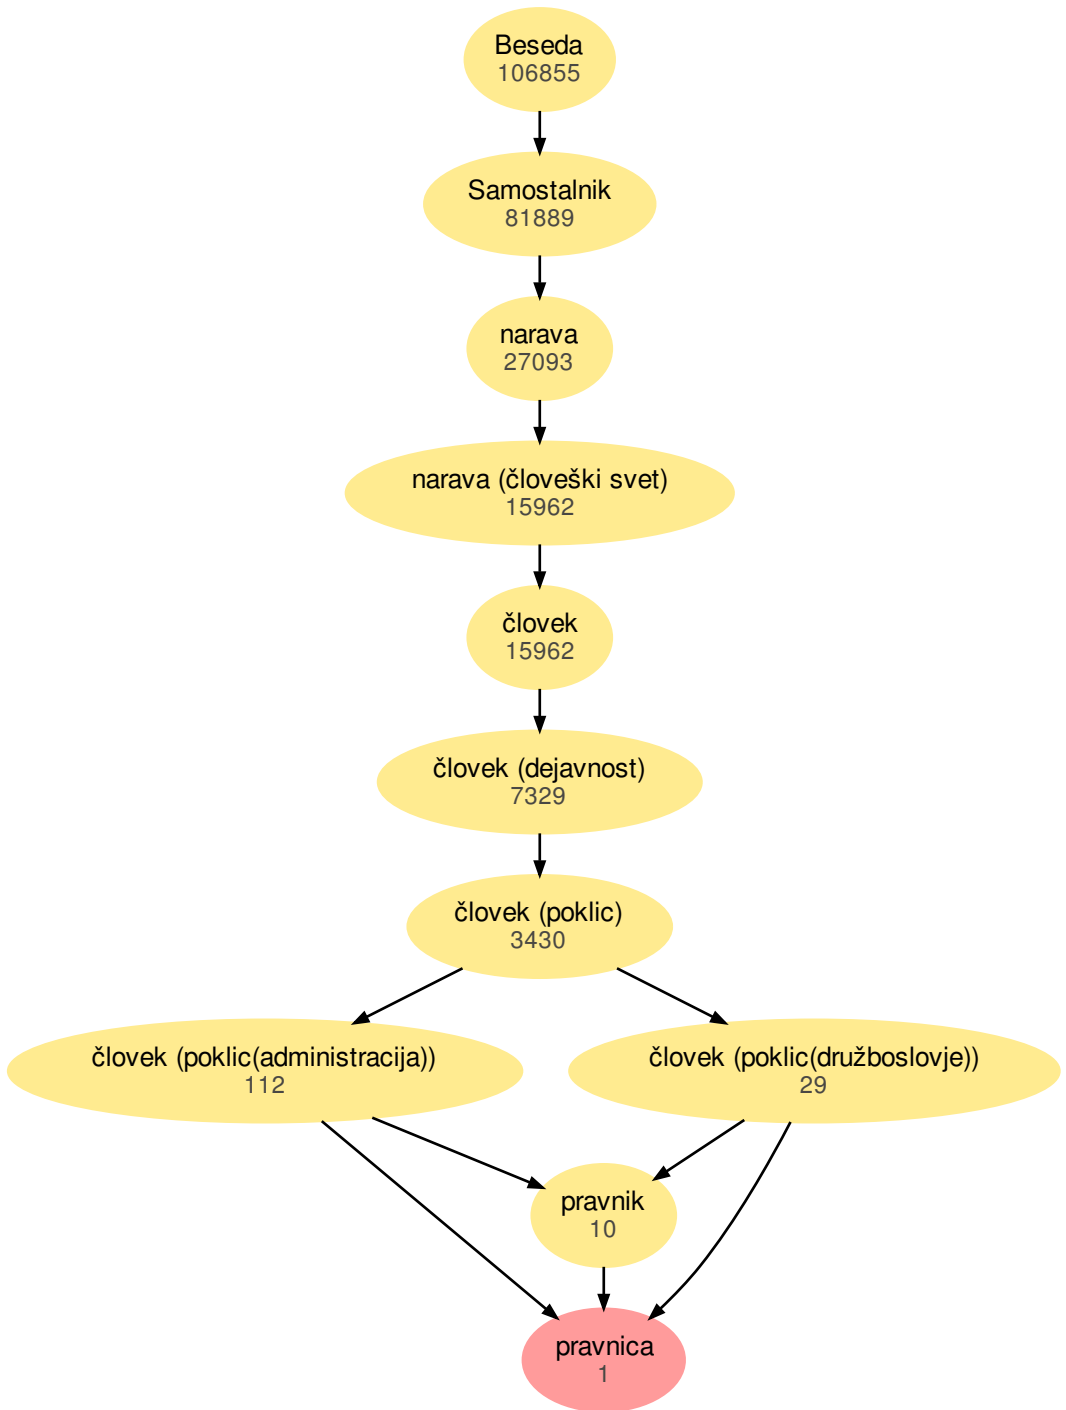 Beseda
106855
Samostalnik
81889
narava
27093
narava (človeški svet)
15962
človek
15962
človek (dejavnost)
7329
človek (poklic)
3430
človek (poklic(administracija))
112
človek (poklic(družboslovje))
29
pravnik
10
pravnica
1